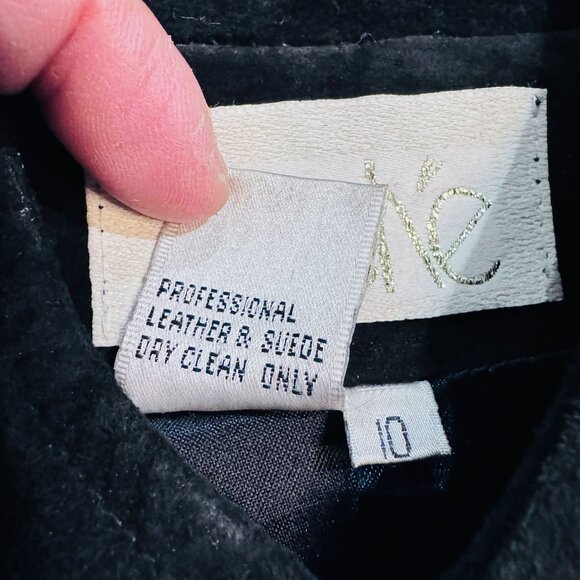 PROFESSIONAL
LEATHER & SUEDE
DRY CLEAN ONLY
10